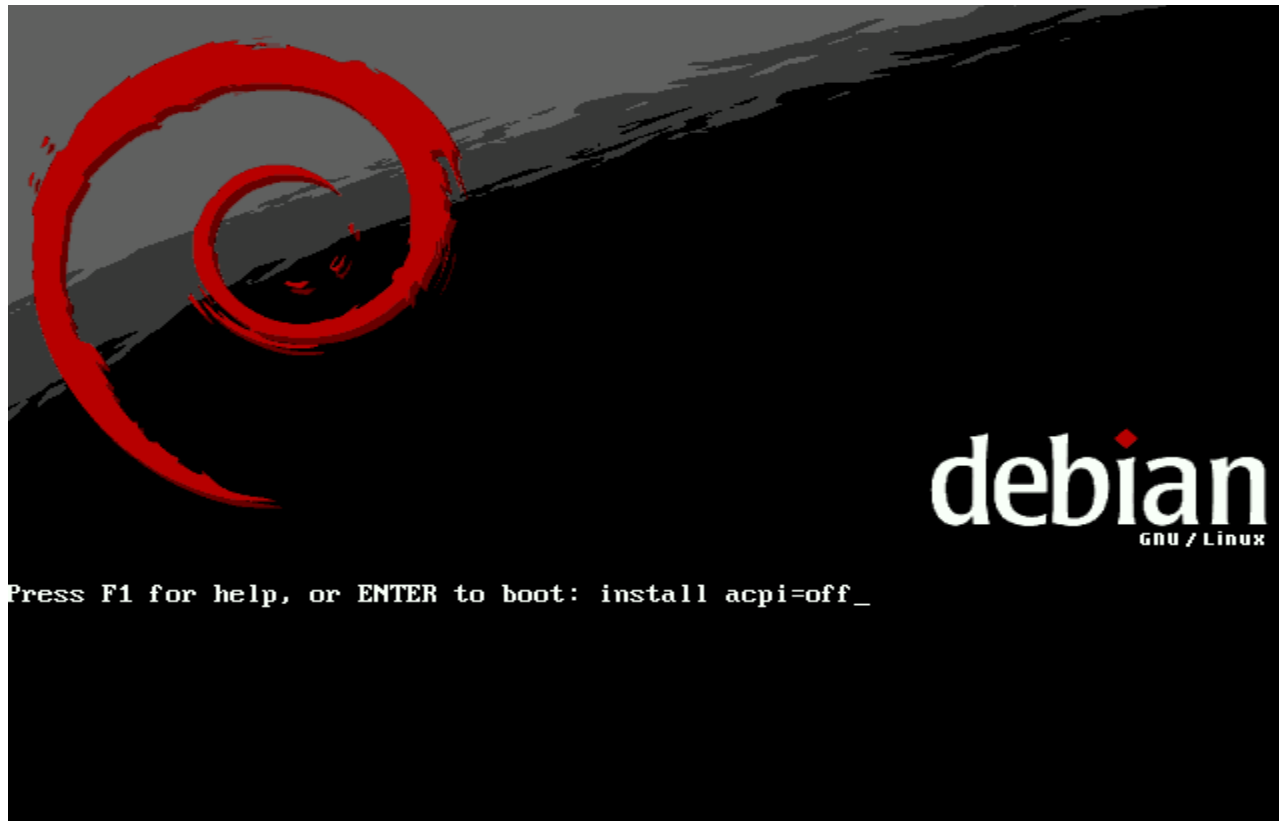 debian
GNU/Linux
Press F1 for help, or ENTER to boot: install acpi=off_